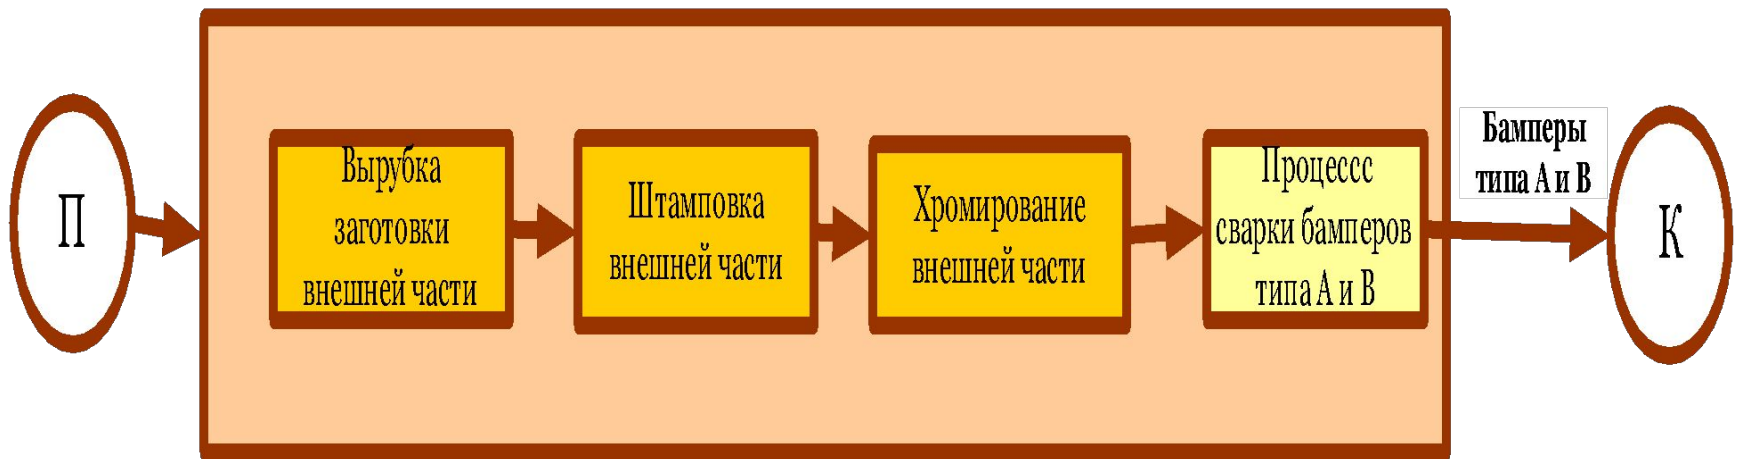 П
Вырубка
заготовки
внешней части
Штамповка
внешней части
Хромирование
внешней части
Процессс
сварки бамперов
типа А и В
Бамперы
типа А и В
К